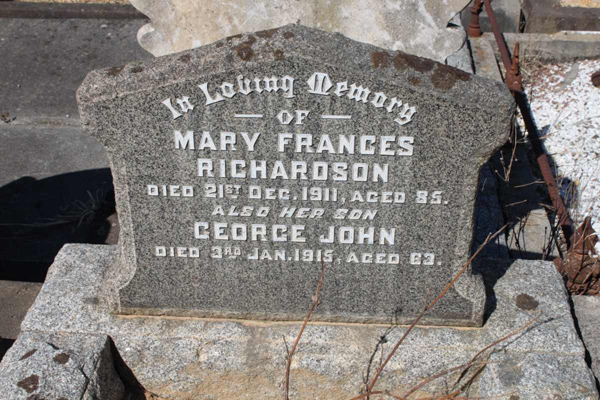 In Loving Memory
— OF —
MARY FRANCES
RICHARDSON
DIED 21ST DEC. 1911, AGED 85.
ALSO HER SON
GEORGE JOHN
DIED 3RD JAN. 1915, AGED 63.